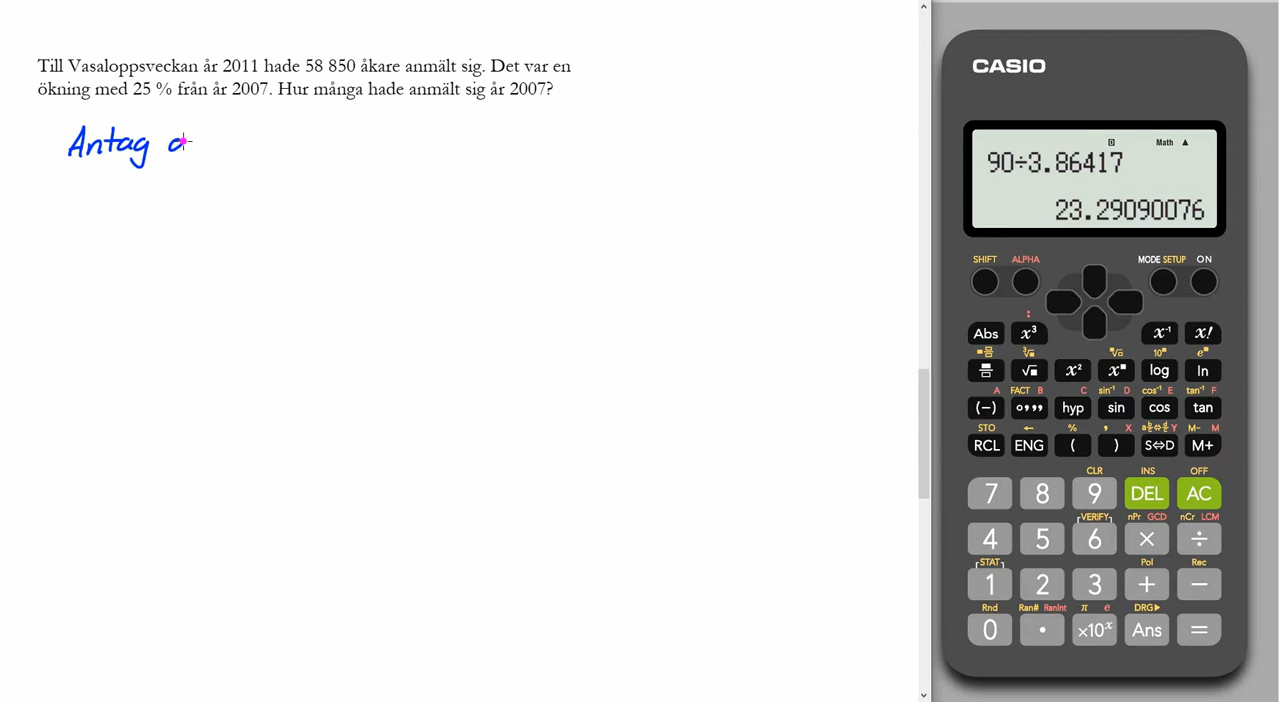 Till Vasaloppsveckan år 2011 hade 58 850 åkare anmält sig. Det var en
ökning med 25 % från år 2007. Hur många hade anmält sig år 2007?
Antag
CASIO
D Math ▲
90÷3.86417
23.29090076
SHIFT ALPHA MODE SETUP ON
:
Abs x³ x⁻¹ x!
³√■ ■√□ 10■ e■
√■ x² x■ log ln
A FACT B C sin⁻¹ D cos⁻¹ E tan⁻¹ F
(−) °,,, hyp sin cos tan
STO ← % , X a b/c⇔d/c Y M− M
RCL ENG ( ) S⇔D M+
CLR INS OFF
7 8 9 DEL AC
VERIFY nPr GCD nCr LCM
4 5 6 × ÷
STAT Pol Rec
1 2 3 + −
Rnd Ran# RanInt π e DRG▶
0 · ×10ˣ Ans =